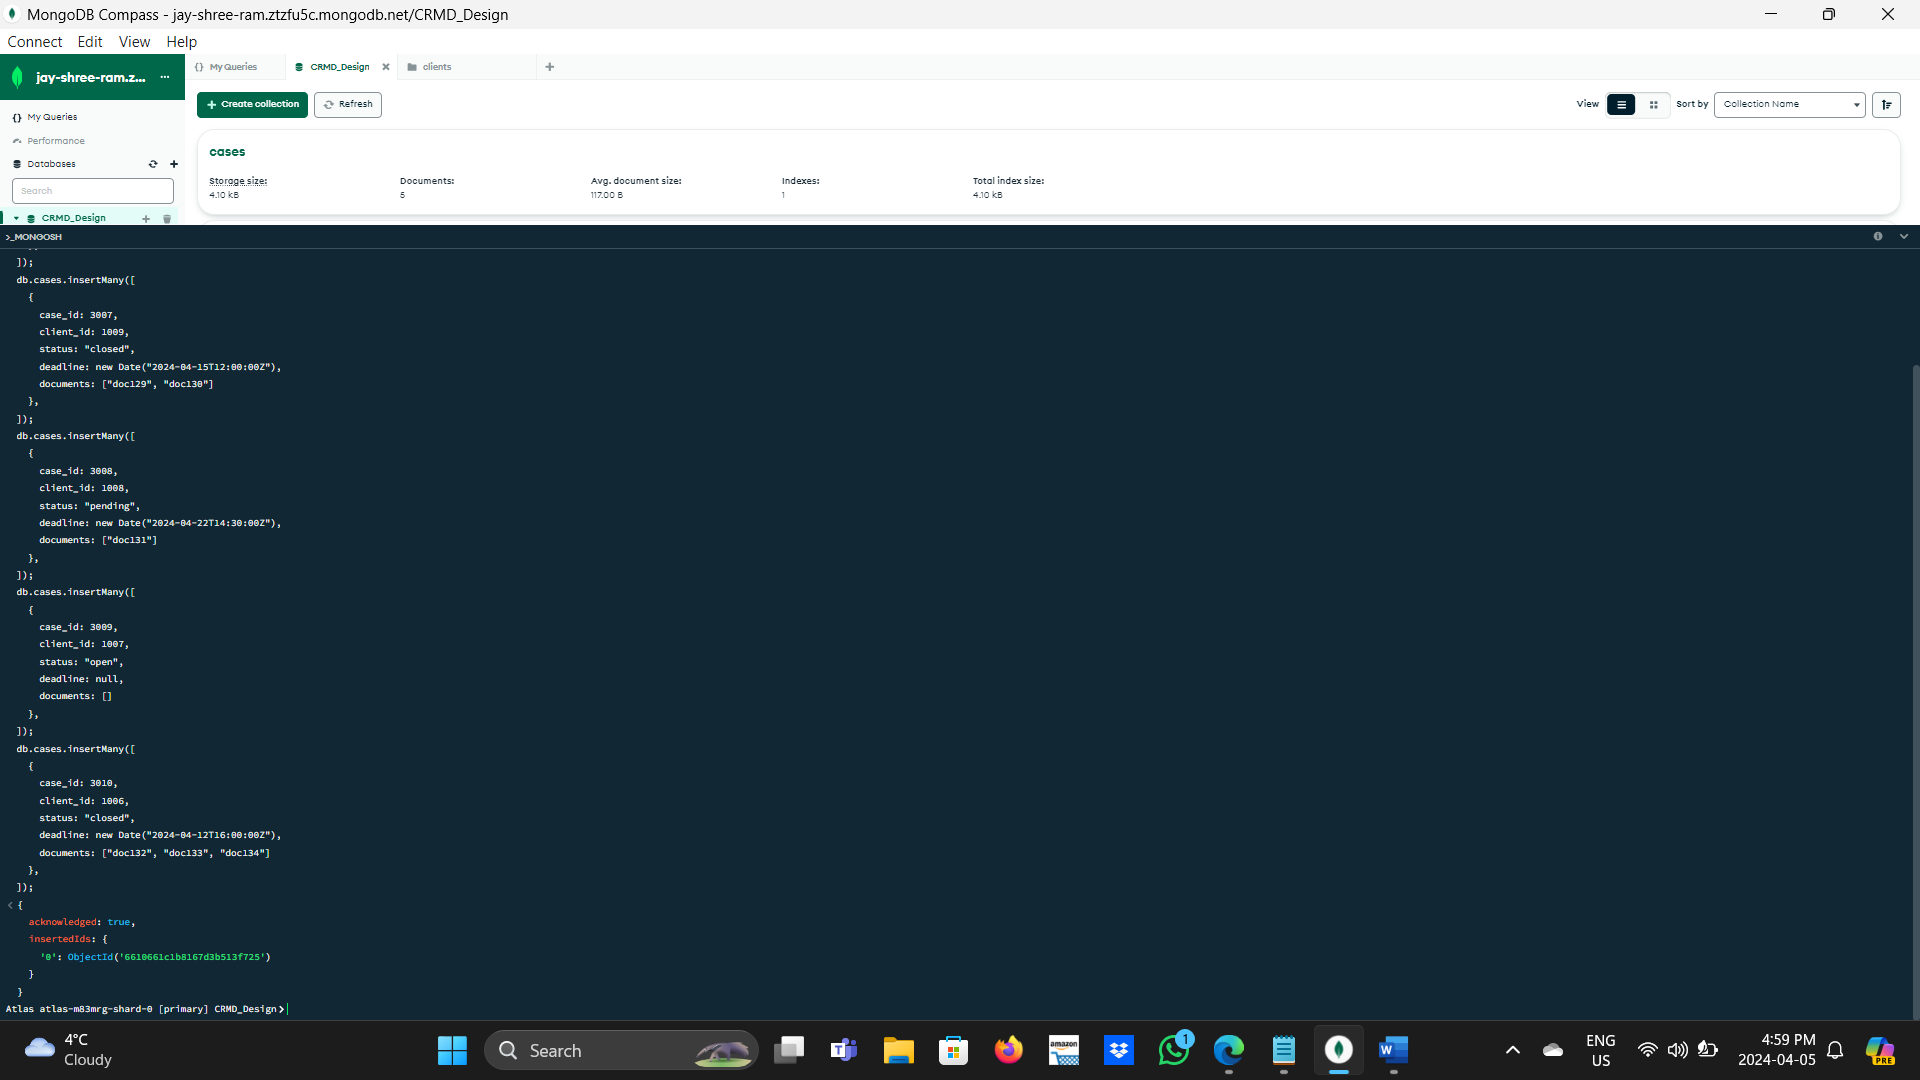 MongoDB Compass - jay-shree-ram.ztzfu5c.mongodb.net/CRMD_Design
Connect Edit View Help
jay-shree-ram.z... ...
My Queries
CRMD_Design
clients
Create collection
Refresh
View
Sort by
Collection Name
{} My Queries
Performance
Databases
Search
CRMD_Design
cases
Storage size:
4.10 kB
Documents:
5
Avg. document size:
117.00 B
Indexes:
1
Total index size:
4.10 kB
>_MONGOSH
]);
db.cases.insertMany([
{
case_id: 3007,
client_id: 1009,
status: "closed",
deadline: new Date("2024-04-15T12:00:00Z"),
documents: ["doc129", "doc130"]
},
]);
db.cases.insertMany([
{
case_id: 3008,
client_id: 1008,
status: "pending",
deadline: new Date("2024-04-22T14:30:00Z"),
documents: ["doc131"]
},
]);
db.cases.insertMany([
{
case_id: 3009,
client_id: 1007,
status: "open",
deadline: null,
documents: []
},
]);
db.cases.insertMany([
{
case_id: 3010,
client_id: 1006,
status: "closed",
deadline: new Date("2024-04-12T16:00:00Z"),
documents: ["doc132", "doc133", "doc134"]
},
]);
< {
acknowledged: true,
insertedIds: {
'0': ObjectId('6610661c1b8167d3b513f725')
}
}
Atlas atlas-m83mrg-shard-0 [primary] CRMD_Design>
4°C
Cloudy
Search
amazon
1
ENG
US
4:59 PM
2024-04-05
PRE